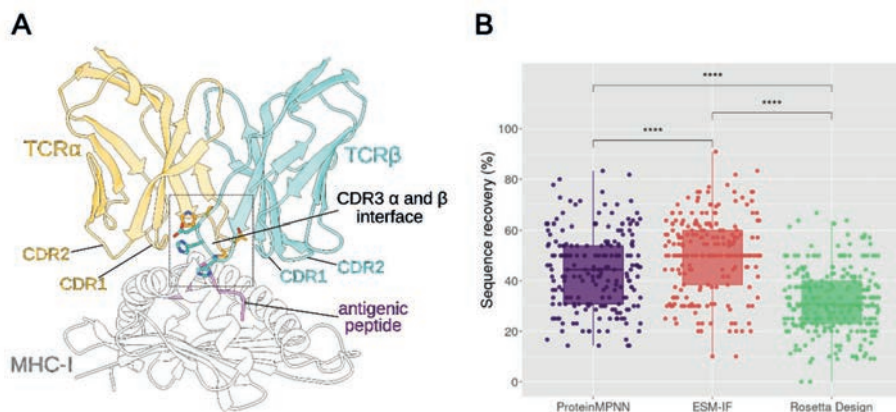 A
TCRα
TCRβ
CDR3 α and β
interface
CDR2
CDR1
CDR1
CDR2
antigenic
peptide
MHC-I
B
****
****
****
Sequence recovery (%)
100
80
60
40
20
0
ProteinMPNN
ESM-IF
Rosetta Design